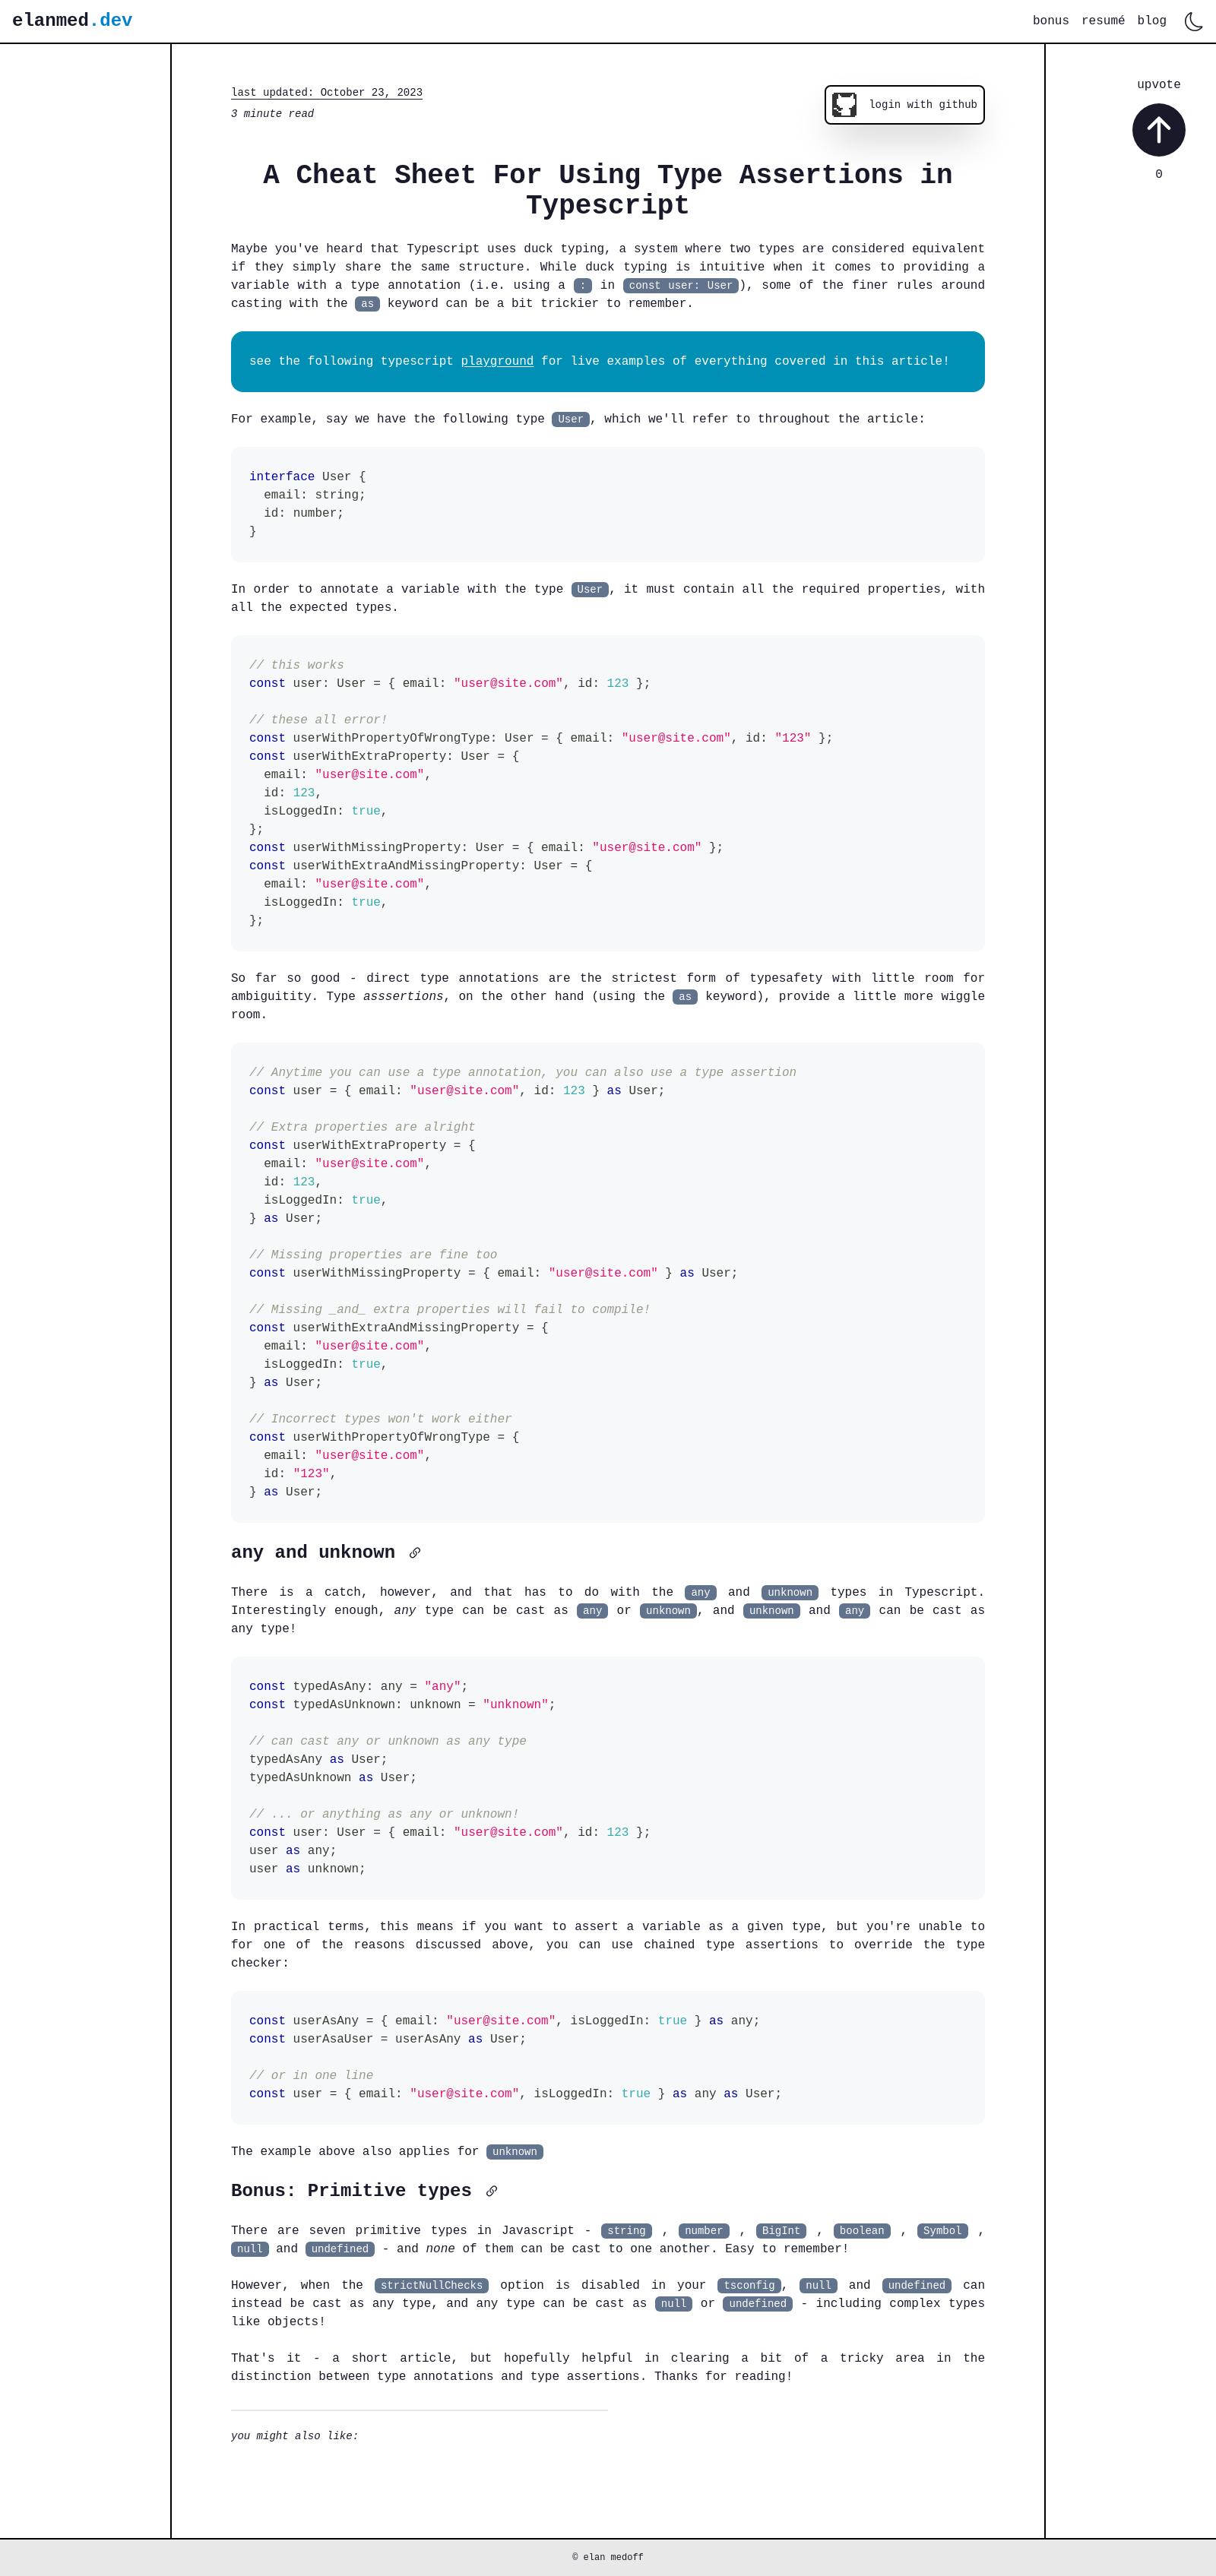 elanmed.dev
bonus resumé blog
last updated: October 23, 2023
3 minute read
login with github
upvote
0
A Cheat Sheet For Using Type Assertions in
Typescript
Maybe you've heard that Typescript uses duck typing, a system where two types are considered equivalent
if they simply share the same structure. While duck typing is intuitive when it comes to providing a
variable with a type annotation (i.e. using a : in const user: User), some of the finer rules around
casting with the as keyword can be a bit trickier to remember.
see the following typescript playground for live examples of everything covered in this article!
For example, say we have the following type User, which we'll refer to throughout the article:
interface User {
  email: string;
  id: number;
}
In order to annotate a variable with the type User, it must contain all the required properties, with
all the expected types.
// this works
const user: User = { email: "user@site.com", id: 123 };
// these all error!
const userWithPropertyOfWrongType: User = { email: "user@site.com", id: "123" };
const userWithExtraProperty: User = {
  email: "user@site.com",
  id: 123,
  isLoggedIn: true,
};
const userWithMissingProperty: User = { email: "user@site.com" };
const userWithExtraAndMissingProperty: User = {
  email: "user@site.com",
  isLoggedIn: true,
};
So far so good - direct type annotations are the strictest form of typesafety with little room for
ambiguitity. Type asssertions, on the other hand (using the as keyword), provide a little more wiggle
room.
// Anytime you can use a type annotation, you can also use a type assertion
const user = { email: "user@site.com", id: 123 } as User;
// Extra properties are alright
const userWithExtraProperty = {
  email: "user@site.com",
  id: 123,
  isLoggedIn: true,
} as User;
// Missing properties are fine too
const userWithMissingProperty = { email: "user@site.com" } as User;
// Missing _and_ extra properties will fail to compile!
const userWithExtraAndMissingProperty = {
  email: "user@site.com",
  isLoggedIn: true,
} as User;
// Incorrect types won't work either
const userWithPropertyOfWrongType = {
  email: "user@site.com",
  id: "123",
} as User;
any and unknown
There is a catch, however, and that has to do with the any and unknown types in Typescript.
Interestingly enough, any type can be cast as any or unknown, and unknown and any can be cast as
any type!
const typedAsAny: any = "any";
const typedAsUnknown: unknown = "unknown";
// can cast any or unknown as any type
typedAsAny as User;
typedAsUnknown as User;
// ... or anything as any or unknown!
const user: User = { email: "user@site.com", id: 123 };
user as any;
user as unknown;
In practical terms, this means if you want to assert a variable as a given type, but you're unable to
for one of the reasons discussed above, you can use chained type assertions to override the type
checker:
const userAsAny = { email: "user@site.com", isLoggedIn: true } as any;
const userAsaUser = userAsAny as User;
// or in one line
const user = { email: "user@site.com", isLoggedIn: true } as any as User;
The example above also applies for unknown
Bonus: Primitive types
There are seven primitive types in Javascript - string , number , BigInt , boolean , Symbol ,
null and undefined - and none of them can be cast to one another. Easy to remember!
However, when the strictNullChecks option is disabled in your tsconfig, null and undefined can
instead be cast as any type, and any type can be cast as null or undefined - including complex types
like objects!
That's it - a short article, but hopefully helpful in clearing a bit of a tricky area in the
distinction between type annotations and type assertions. Thanks for reading!
you might also like:
© elan medoff